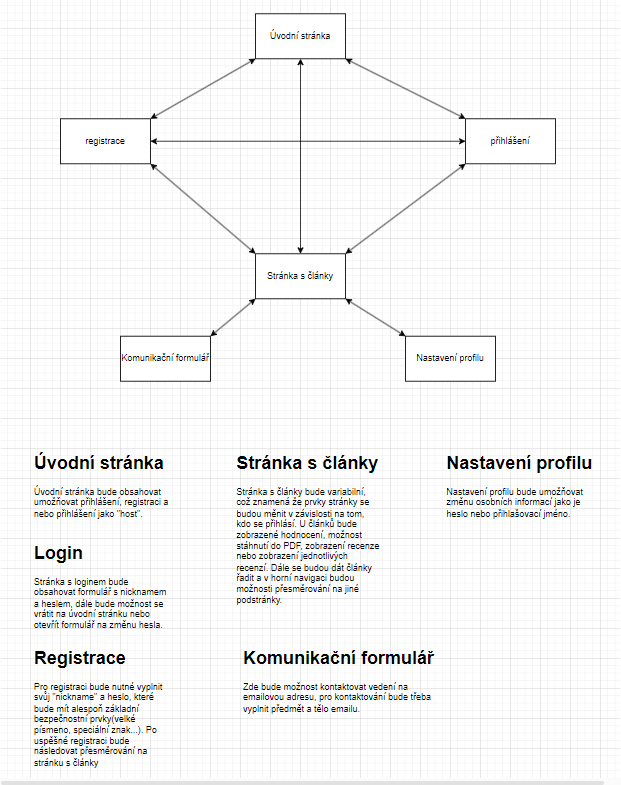 Úvodní stránka
registrace
přihlášení
Stránka s články
Komunikační formulář
Nastavení profilu
Úvodní stránka
Úvodní stránka bude obsahovat
umožňovat přihlášení, registraci a
nebo přihlášení jako "host".
Login
Stránka s loginem bude
obsahovat formulář s nicknamem
a heslem, dále bude možnost se
vrátit na úvodní stránku nebo
otevřít formulář na změnu hesla.
Registrace
Pro registraci bude nutné vyplnit
svůj "nickname" a heslo, které
bude mít alespoň základní
bezpečnostní prvky(velké
písmeno, speciální znak...). Po
uspěšné registraci bude
následovat přesměrování na
stránku s články
Stránka s články
Stránka s články bude variabilní,
což znamená že prvky stránky se
budou měnit v závislosti na tom,
kdo se přihlásí. U článků bude
zobrazené hodnocení, možnost
stáhnutí do PDF, zobrazení recenze
nebo zobrazení jednotlivých
recenzí. Dále se budou dát články
řadit a v horní navigaci budou
možnosti přesměrování na jiné
podstránky.
Komunikační formulář
Zde bude možnost kontaktovat vedení na
emailovou adresu, pro kontaktování bude třeba
vyplnit předmět a tělo emailu.
Nastavení profilu
Nastavení profilu bude umožňovat
změnu osobních informací jako je
heslo nebo přihlašovací jméno.